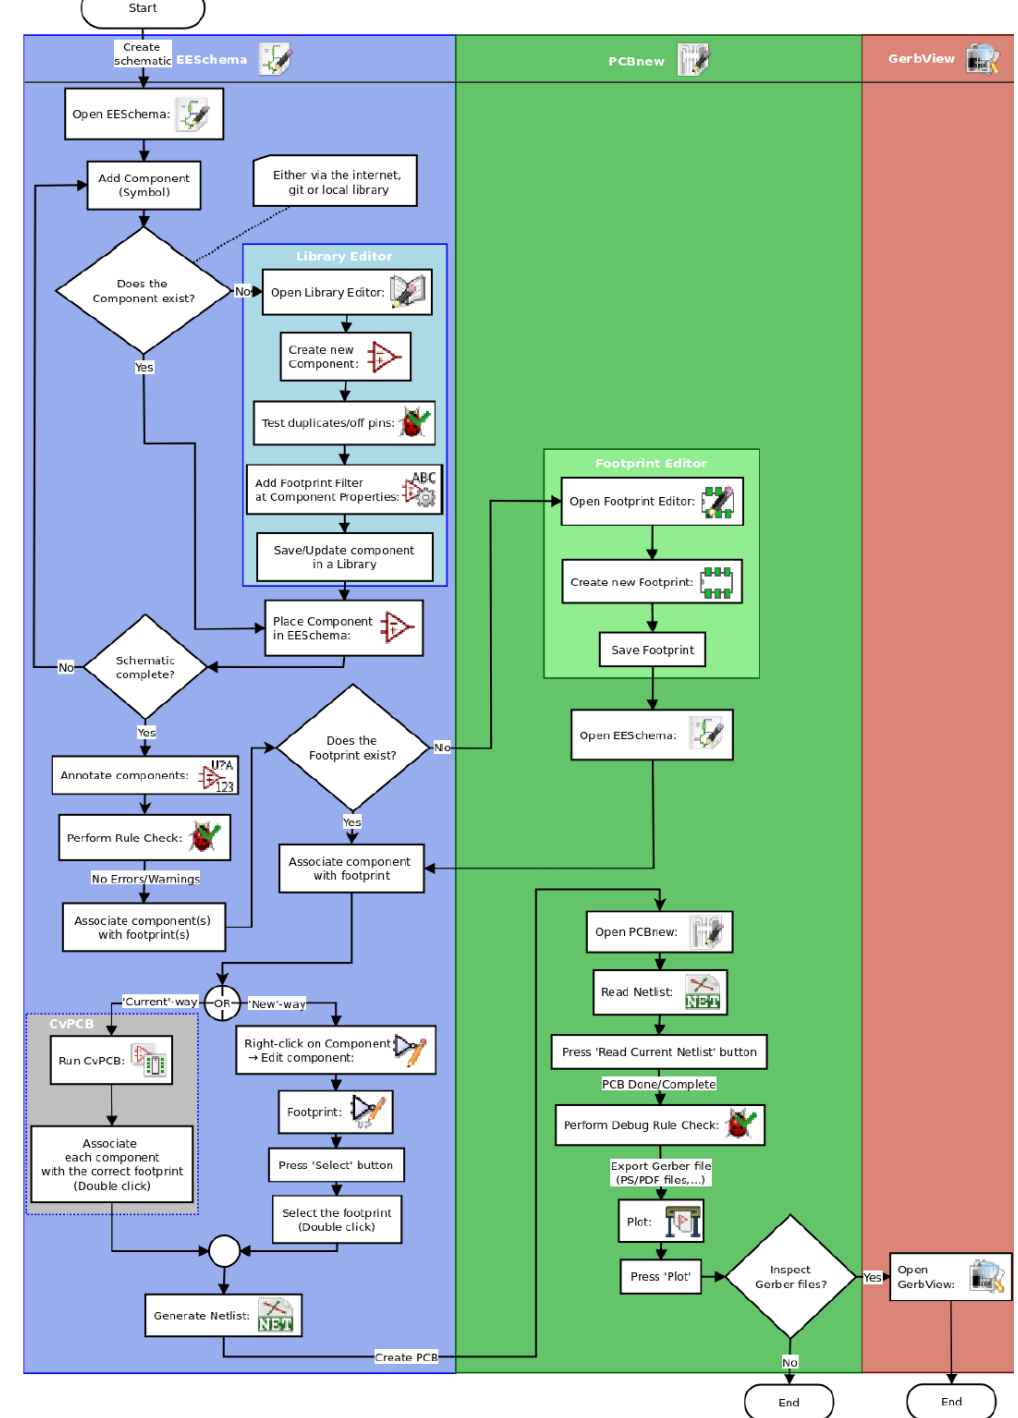 Start
Create
schematic
EESchema
PCBnew
GerbView
Open EESchema:
Add Component
(Symbol)
Either via the internet,
git or local library
Does the
Component exist?
No
Yes
Library Editor
Open Library Editor:
Create new
Component:
Test duplicates/off pins:
Add Footprint Filter
at Component Properties:
ABC
Save/Update component
in a Library
Place Component
in EESchema:
Footprint Editor
Open Footprint Editor:
Create new Footprint:
Save Footprint
Open EESchema:
Schematic
complete?
No
Yes
Does the
Footprint exist?
No
Yes
Annotate components:
U?A
123
Perform Rule Check:
No Errors/Warnings
Associate component(s)
with footprint(s)
Associate component
with footprint
'Current'-way
OR
'New'-way
CvPCB
Run CvPCB:
Associate
each component
with the correct footprint
(Double click)
Right-click on Component
→ Edit component:
Footprint:
Press 'Select' button
Select the footprint
(Double click)
Generate Netlist:
NET
Create PCB
Open PCBnew:
Read Netlist:
NET
Press 'Read Current Netlist' button
PCB Done/Complete
Perform Debug Rule Check:
Export Gerber file
(PS/PDF files,...)
Plot:
Press 'Plot'
Inspect
Gerber files?
Yes
No
Open
GerbView:
End
End